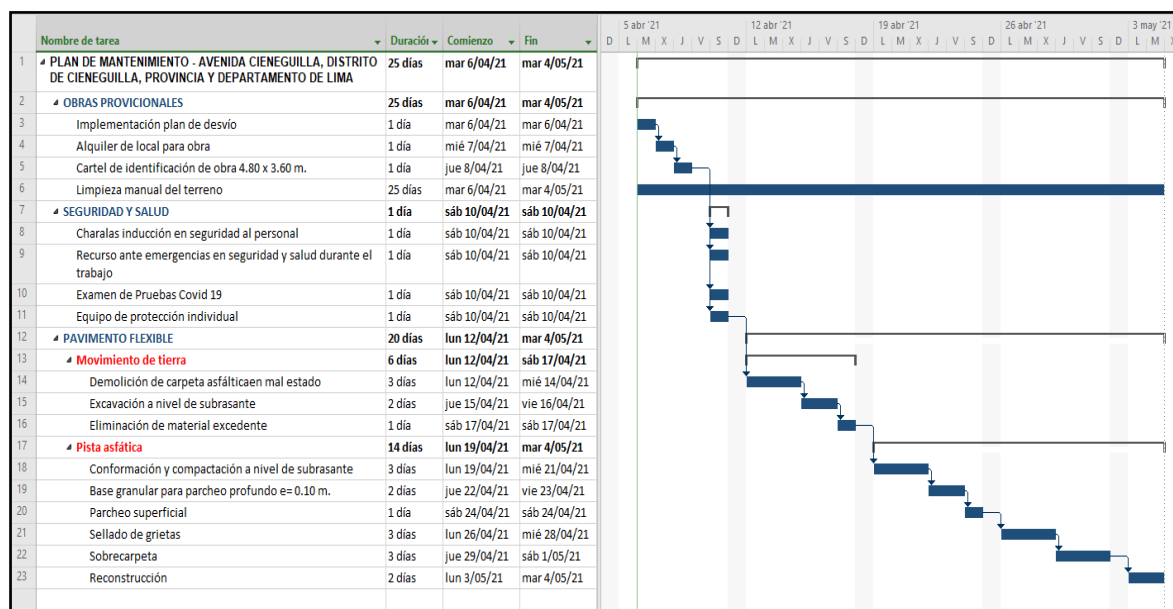 5 abr '21 12 abr '21 19 abr '21 26 abr '21 3 may '21
Nombre de tarea Duración Comienzo Fin D L M X J V S D L M X J V S D L M X J V S D L M X J V S D L M X
1 PLAN DE MANTENIMIENTO - AVENIDA CIENEGUILLA, DISTRITO 25 días mar 6/04/21 mar 4/05/21
DE CIENEGUILLA, PROVINCIA Y DEPARTAMENTO DE LIMA
2 OBRAS PROVICIONALES 25 días mar 6/04/21 mar 4/05/21
3 Implementación plan de desvío 1 día mar 6/04/21 mar 6/04/21
4 Alquiler de local para obra 1 día mié 7/04/21 mié 7/04/21
5 Cartel de identificación de obra 4.80 x 3.60 m. 1 día jue 8/04/21 jue 8/04/21
6 Limpieza manual del terreno 25 días mar 6/04/21 mar 4/05/21
7 SEGURIDAD Y SALUD 1 día sáb 10/04/21 sáb 10/04/21
8 Charalas inducción en seguridad al personal 1 día sáb 10/04/21 sáb 10/04/21
9 Recurso ante emergencias en seguridad y salud durante el 1 día sáb 10/04/21 sáb 10/04/21
trabajo
10 Examen de Pruebas Covid 19 1 día sáb 10/04/21 sáb 10/04/21
11 Equipo de protección individual 1 día sáb 10/04/21 sáb 10/04/21
12 PAVIMENTO FLEXIBLE 20 días lun 12/04/21 mar 4/05/21
13 Movimiento de tierra 6 días lun 12/04/21 sáb 17/04/21
14 Demolición de carpeta asfálticaen mal estado 3 días lun 12/04/21 mié 14/04/21
15 Excavación a nivel de subrasante 2 días jue 15/04/21 vie 16/04/21
16 Eliminación de material excedente 1 día sáb 17/04/21 sáb 17/04/21
17 Pista asfática 14 días lun 19/04/21 mar 4/05/21
18 Conformación y compactación a nivel de subrasante 3 días lun 19/04/21 mié 21/04/21
19 Base granular para parcheo profundo e= 0.10 m. 2 días jue 22/04/21 vie 23/04/21
20 Parcheo superficial 1 día sáb 24/04/21 sáb 24/04/21
21 Sellado de grietas 3 días lun 26/04/21 mié 28/04/21
22 Sobrecarpeta 3 días jue 29/04/21 sáb 1/05/21
23 Reconstrucción 2 días lun 3/05/21 mar 4/05/21